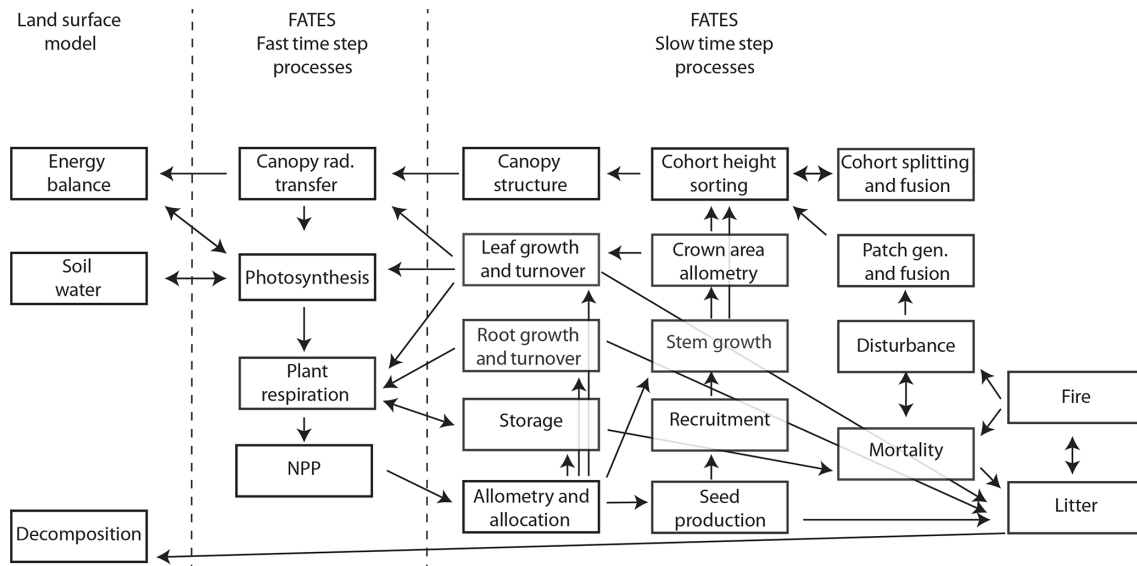 Land surface
model
FATES
Fast time step
processes
FATES
Slow time step
processes
Energy
balance
Canopy rad.
transfer
Canopy
structure
Cohort height
sorting
Cohort splitting
and fusion
Soil
water
Photosynthesis
Leaf growth
and turnover
Crown area
allometry
Patch gen.
and fusion
Plant
respiration
Root growth
and turnover
Stem growth
Disturbance
Fire
Storage
Recruitment
Mortality
NPP
Allometry and
allocation
Seed
production
Litter
Decomposition